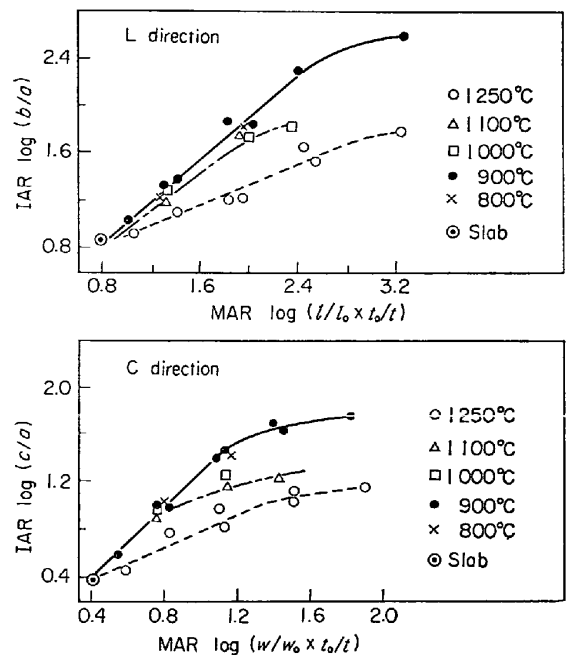 L direction
IAR log (b/a)
2.4
1.6
0.8
○ 1250°C
△ 1100°C
□ 1000°C
● 900°C
× 800°C
⊙ Slab
0.8 1.6 2.4 3.2
MAR log (l/l₀ × t₀/t)
C direction
IAR log (c/a)
2.0
1.2
0.4
○ 1250°C
△ 1100°C
□ 1000°C
● 900°C
× 800°C
⊙ Slab
0.4 0.8 1.2 1.6 2.0
MAR log (w/w₀ × t₀/t)